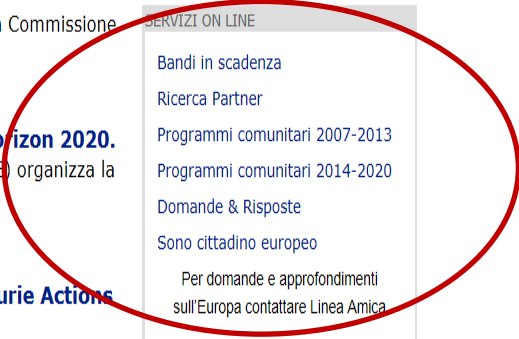 Commissione
SERVIZI ON LINE
Bandi in scadenza
Ricerca Partner
Programmi comunitari 2007-2013
orizon 2020.
Programmi comunitari 2014-2020
organizza la
Domande & Risposte
Sono cittadino europeo
Per domande e approfondimenti
urie Actions
sull'Europa contattare Linea Amica